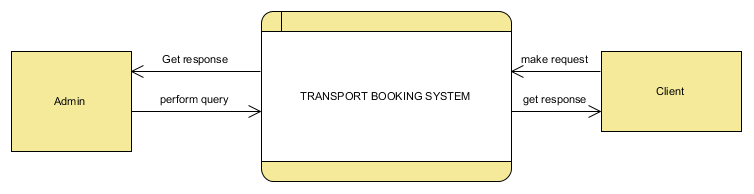 Get response
make request
Admin
TRANSPORT BOOKING SYSTEM
Client
perform query
get response